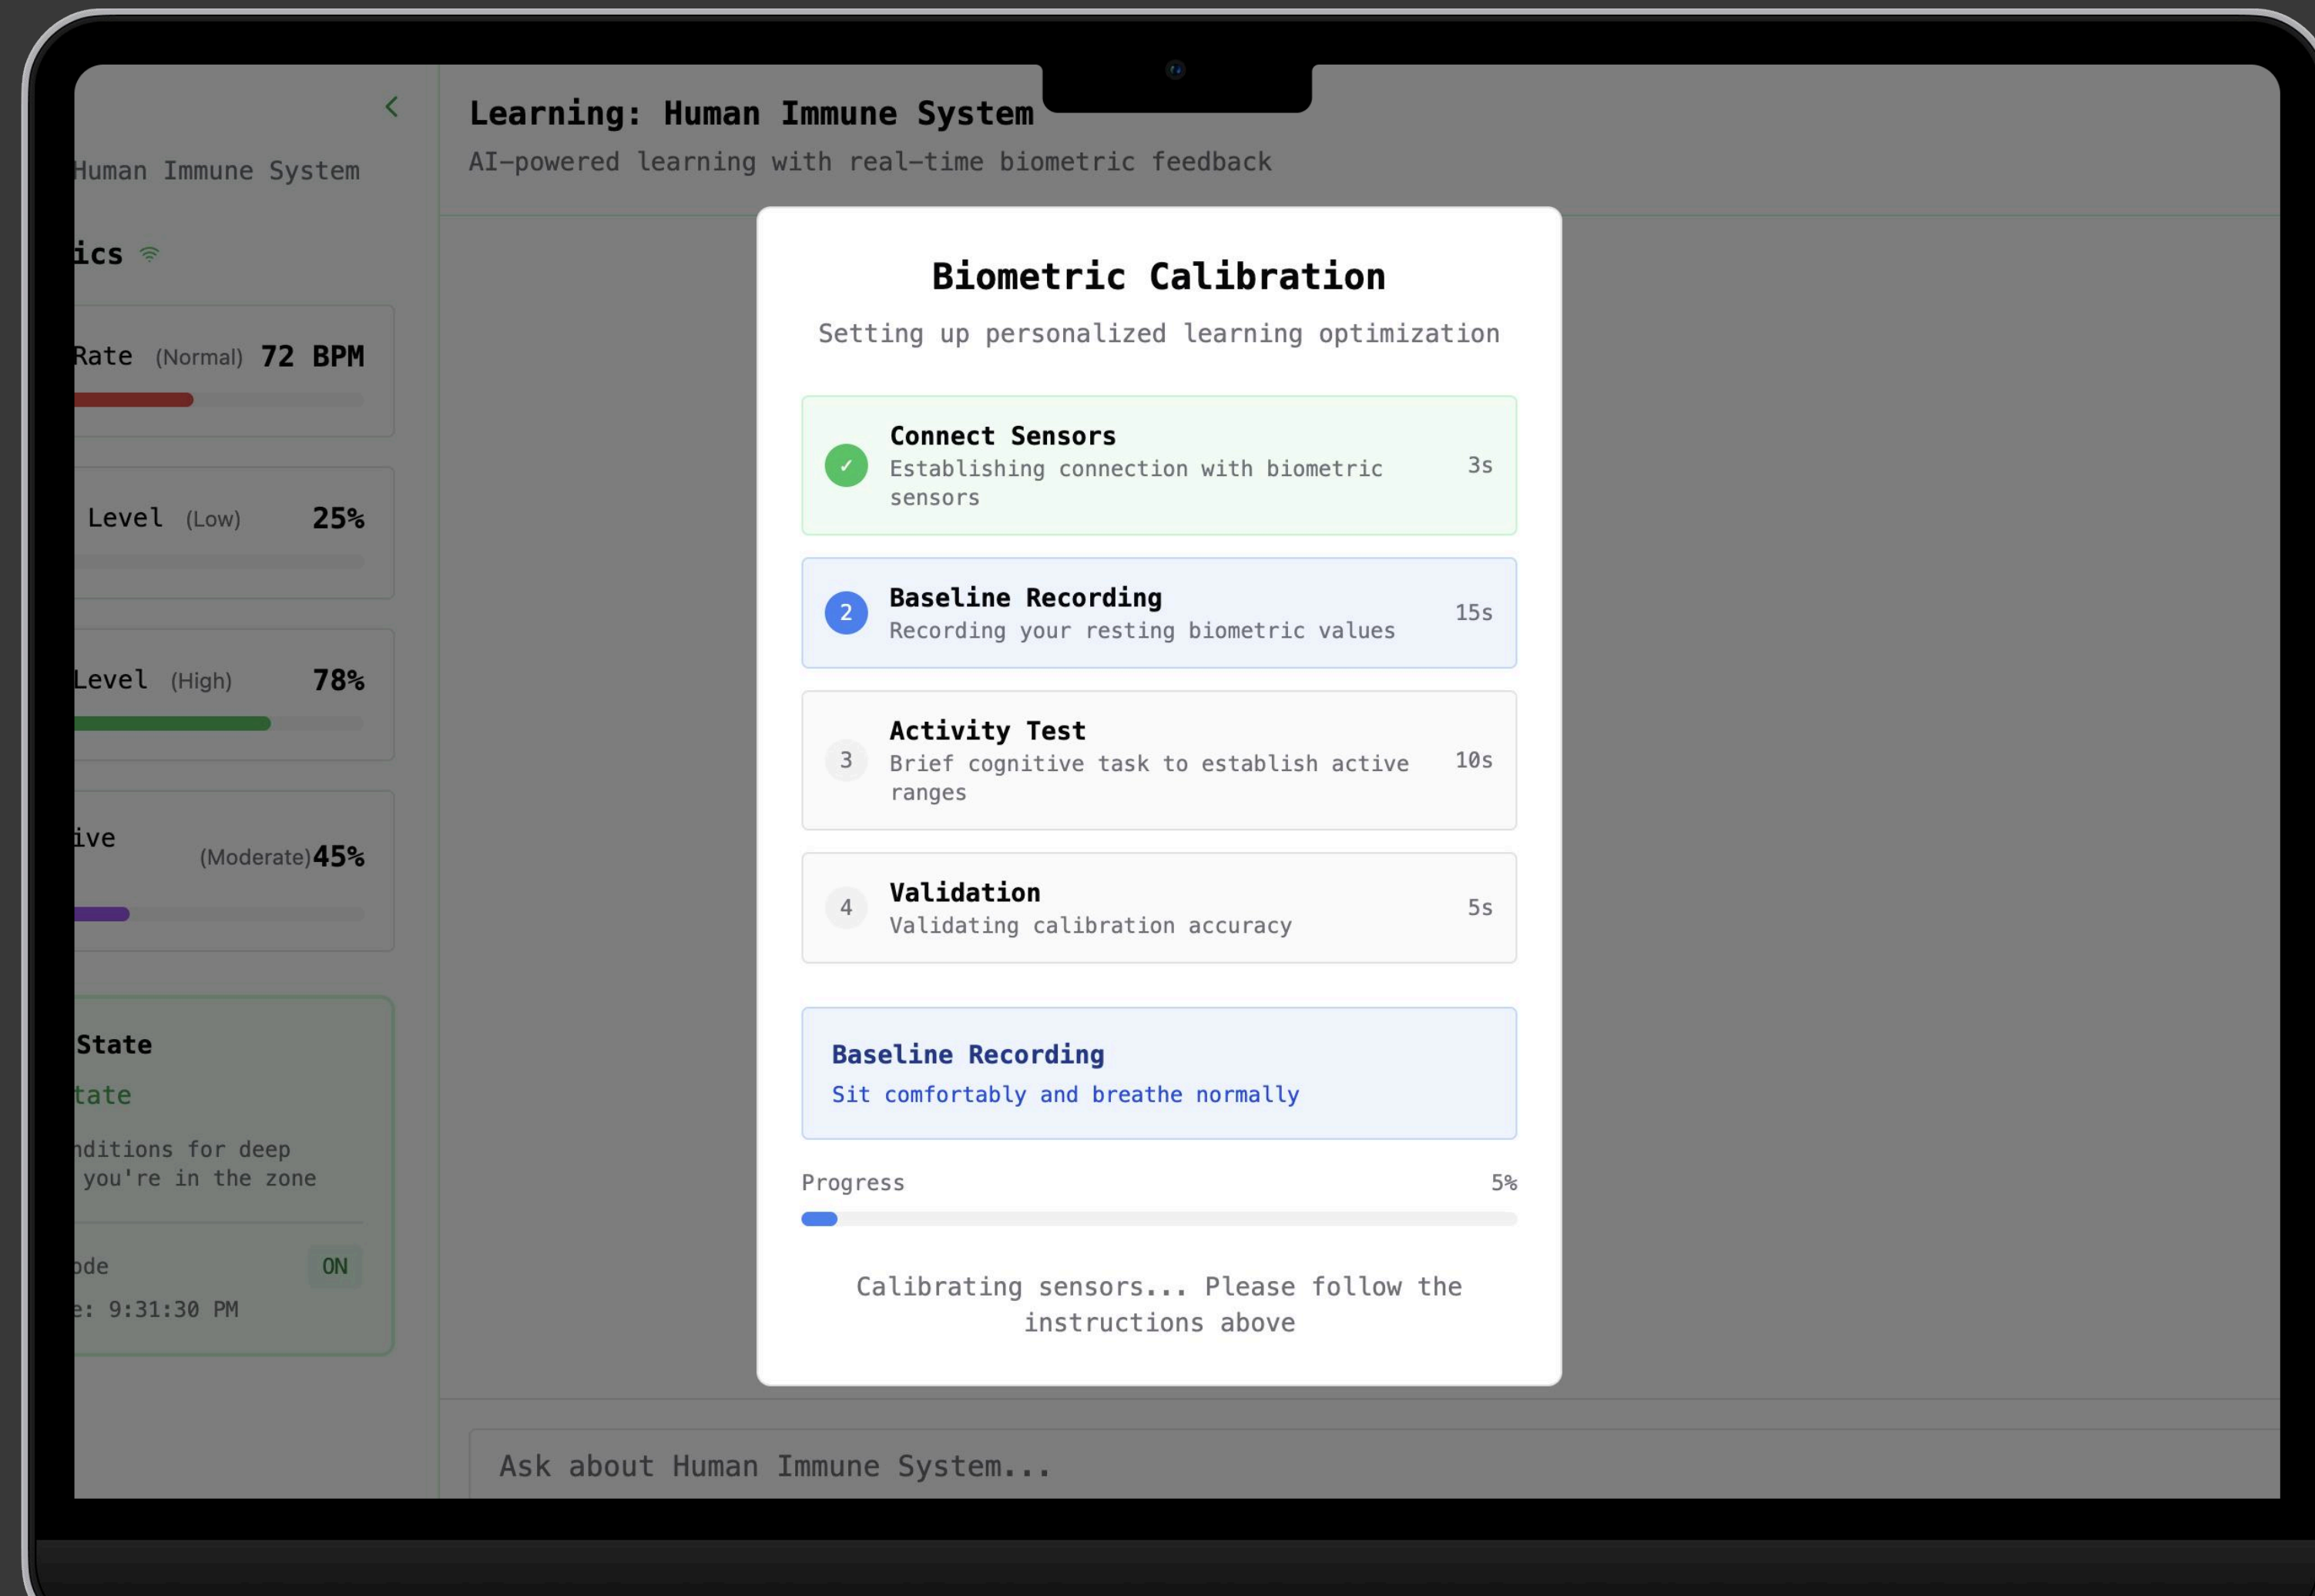 Human Immune System
ics
Rate (Normal) 72 BPM
Level (Low) 25%
Level (High) 78%
ive
(Moderate) 45%
State
tate
nditions for deep
you're in the zone
ode ON
e: 9:31:30 PM
Learning: Human Immune System
AI-powered learning with real-time biometric feedback
Biometric Calibration
Setting up personalized learning optimization
✓
Connect Sensors
Establishing connection with biometric
sensors
3s
2
Baseline Recording
Recording your resting biometric values
15s
3
Activity Test
Brief cognitive task to establish active
ranges
10s
4
Validation
Validating calibration accuracy
5s
Baseline Recording
Sit comfortably and breathe normally
Progress 5%
Calibrating sensors... Please follow the
instructions above
Ask about Human Immune System...